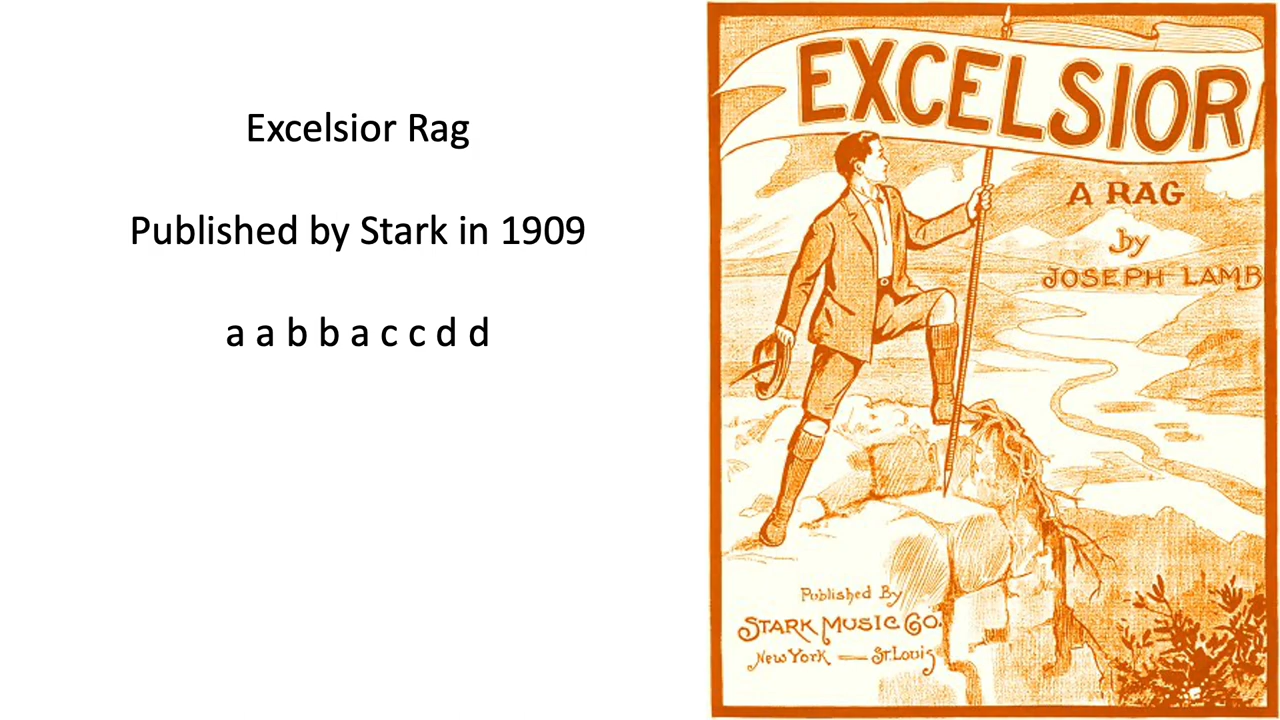 Excelsior Rag
Published by Stark in 1909
a a b b a c c d d
EXCELSIOR
A RAG
by
JOSEPH LAMB
Published By
STARK MUSIC CO.
New York — St. Louis